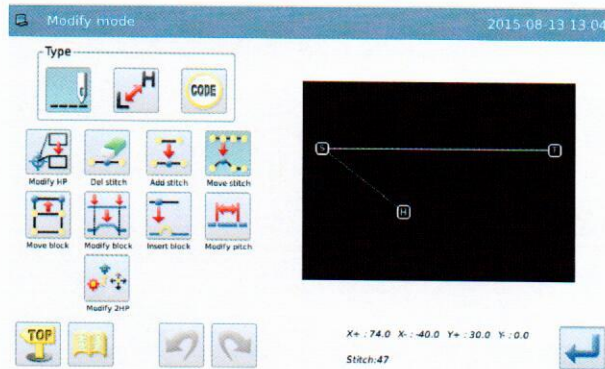 Modify mode 2015-08-13 13:04
Type
L H CODE
Modify HP Del stitch Add stitch Move stitch
Move block Modify block Insert block Modify pitch
Modify 2HP
S T
H
TOP
X+ : 74.0 X- : -40.0 Y+ : 30.0 Y- : 0.0
Stitch:47